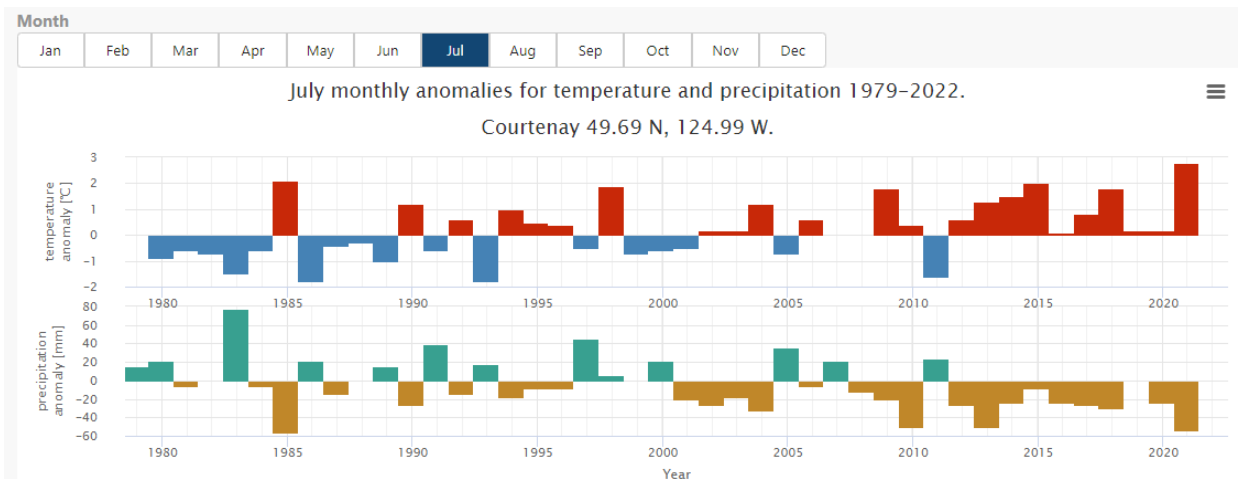 Month
Jan Feb Mar Apr May Jun Jul Aug Sep Oct Nov Dec
July monthly anomalies for temperature and precipitation 1979–2022.
Courtenay 49.69 N, 124.99 W.
temperature
anomaly [℃]
3
2
1
0
−1
−2
1980 1985 1990 1995 2000 2005 2010 2015 2020
precipitation
anomaly [mm]
80
60
40
20
0
−20
−40
−60
1980 1985 1990 1995 2000 2005 2010 2015 2020
Year